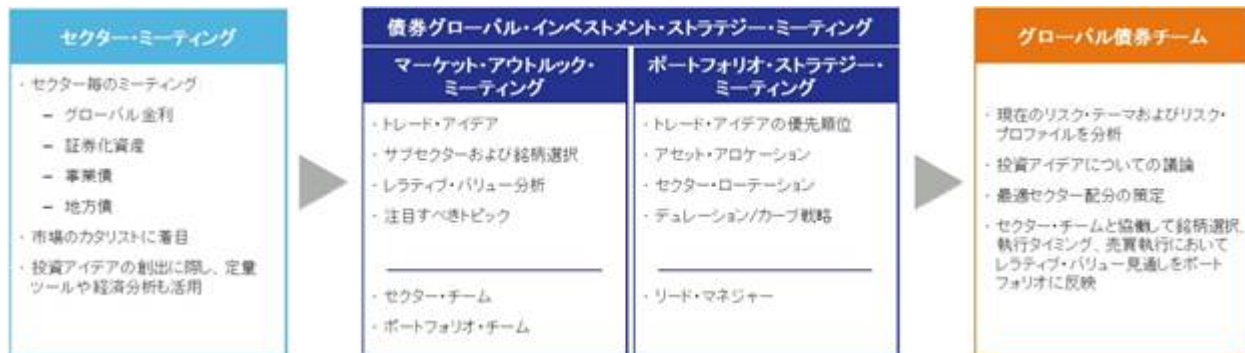 セクター・ミーティング
・セクター毎のミーティング
－ グローバル金利
－ 証券化資産
－ 事業債
－ 地方債
・市場のカタリストに着目
・投資アイデアの創出に際し、定量
ツールや経済分析も活用
債券グローバル・インベストメント・ストラテジー・ミーティング
マーケット・アウトルック・
ミーティング
・トレード・アイデア
・サブセクターおよび銘柄選択
・レラティブ・バリュー分析
・注目すべきトピック
・セクター・チーム
・ポートフォリオ・チーム
ポートフォリオ・ストラテジー・
ミーティング
・トレード・アイデアの優先順位
・アセット・アロケーション
・セクター・ローテーション
・デュレーション/カーブ戦略
・リード・マネジャー
グローバル債券チーム
・現在のリスク・テーマおよびリスク・
プロファイルを分析
・投資アイデアについての議論
・最適セクター配分の策定
・セクター・チームと協働して銘柄選択、
執行タイミング、売買執行において
レラティブ・バリュー見通しをポート
フォリオに反映